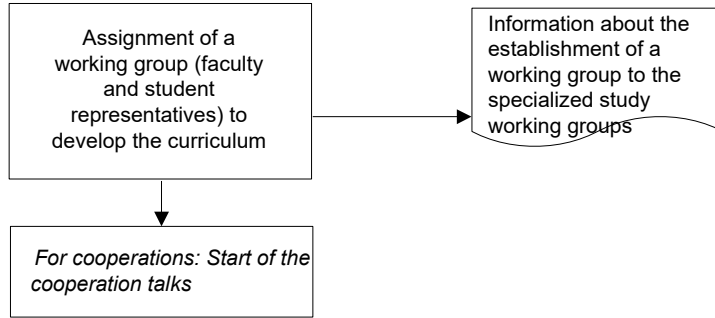 Assignment of a
working group (faculty
and student
representatives) to
develop the curriculum
Information about the
establishment of a
working group to the
specialized study
working groups
For cooperations: Start of the
cooperation talks